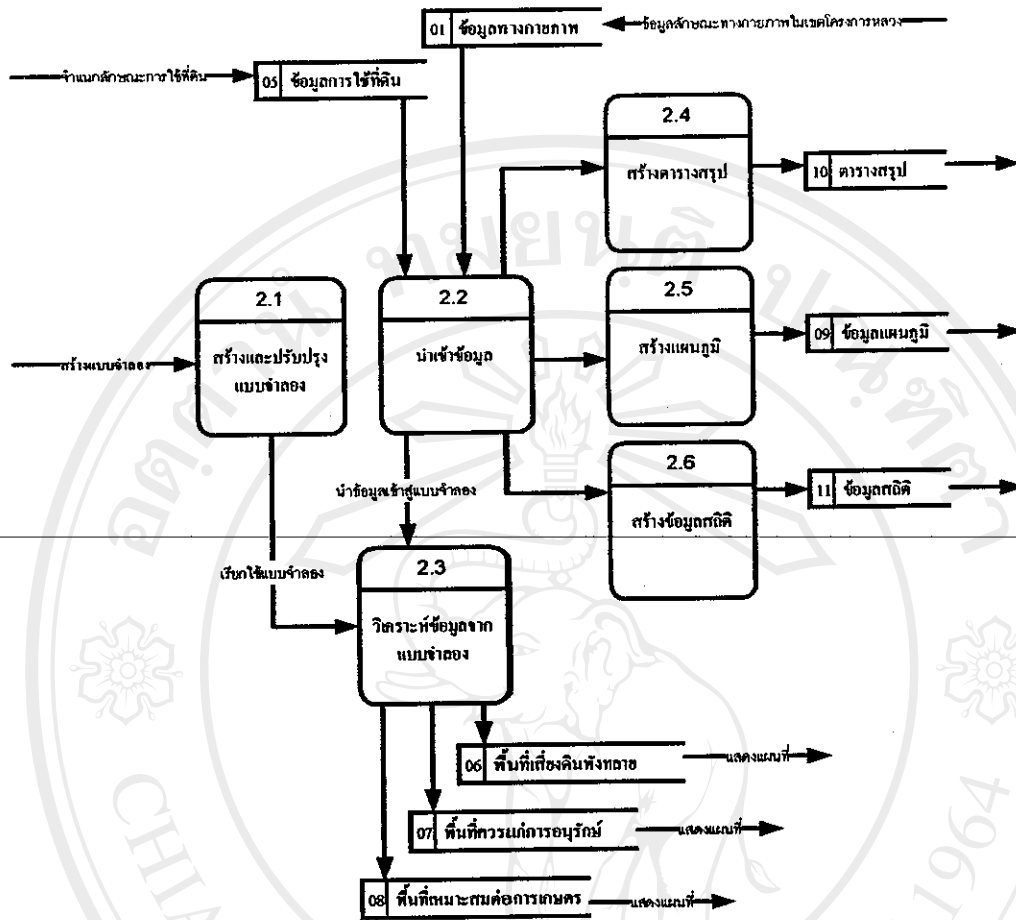 01 ข้อมูลทางกายภาพ
ข้อมูลลักษณะทางกายภาพในเขตโครงการหลวง
จำแนกลักษณะการใช้ที่ดิน
05 ข้อมูลการใช้ที่ดิน
2.4
สร้างตารางสรุป
10 ตารางสรุป
2.1
สร้างและปรับปรุง
แบบจำลอง
สร้างแบบจำลอง
2.2
นำเข้าข้อมูล
2.5
สร้างแผนภูมิ
09 ข้อมูลแผนภูมิ
2.6
สร้างข้อมูลสถิติ
11 ข้อมูลสถิติ
นำข้อมูลเข้าสู่แบบจำลอง
เรียกใช้แบบจำลอง
2.3
วิเคราะห์ข้อมูลจาก
แบบจำลอง
06 พื้นที่เสี่ยงดินพังทลาย
แสดงแผนที่
07 พื้นที่ควรแก่การอนุรักษ์
แสดงแผนที่
08 พื้นที่เหมาะสมต่อการเกษตร
แสดงแผนที่
1964